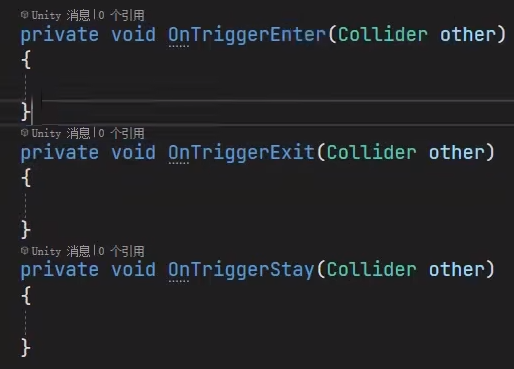 Unity 消息|0 个引用
private void OnTriggerEnter(Collider other)
{
}
Unity 消息|0 个引用
private void OnTriggerExit(Collider other)
{
}
Unity 消息|0 个引用
private void OnTriggerStay(Collider other)
{
}